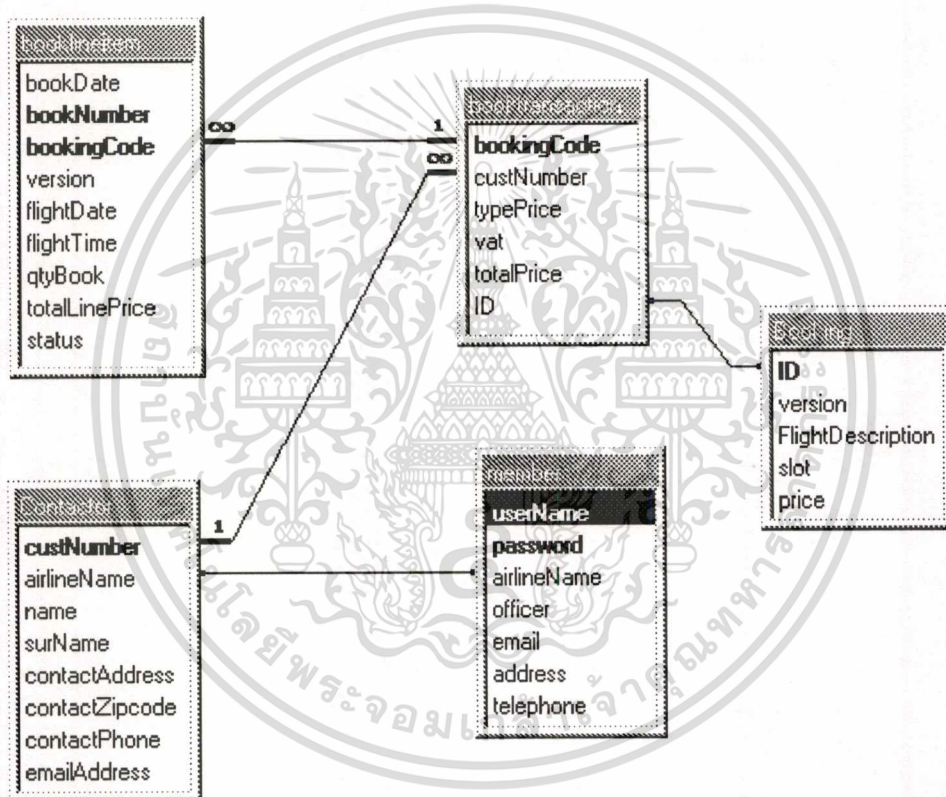 booklineitem
bookDate
bookNumber
bookingCode
version
flightDate
flightTime
qtyBook
totalLinePrice
status
∞
1
∞
booktransaction
bookingCode
custNumber
typePrice
vat
totalPrice
ID
Booking
ID
version
FlightDescription
slot
price
1
custNumber
airlineName
name
surName
contactAddress
contactZipcode
contactPhone
emailAddress
member
userName
password
airlineName
officer
email
address
telephone